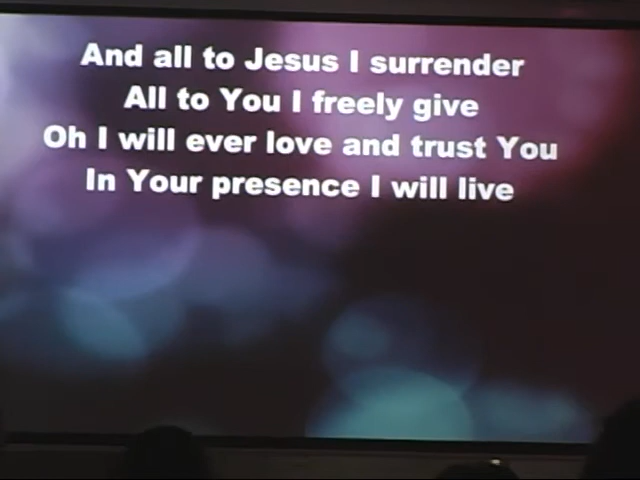 And all to Jesus I surrender
All to You I freely give
Oh I will ever love and trust You
In Your presence I will live